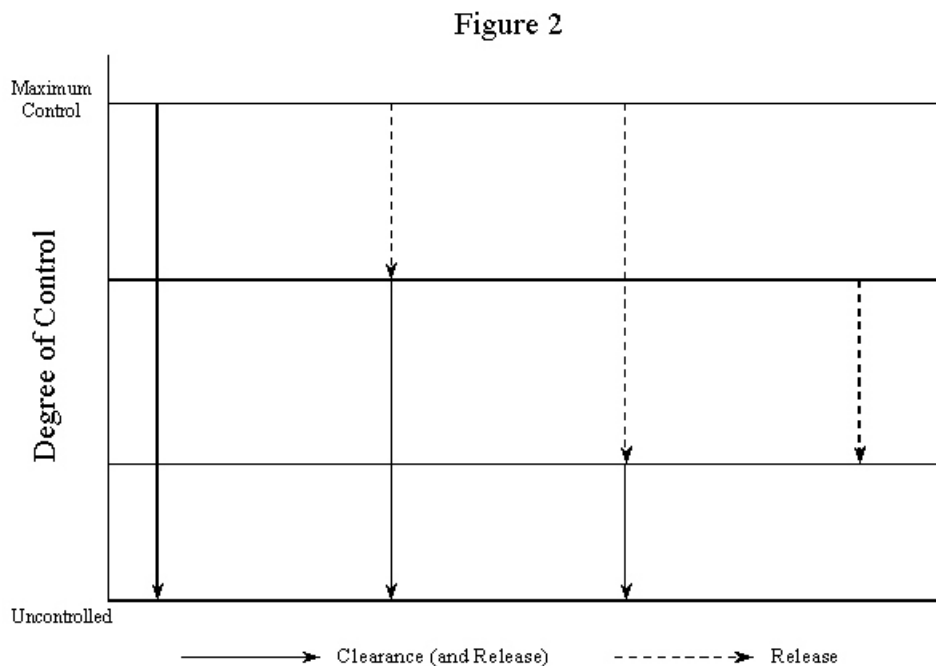 Figure 2
Maximum
Control
Degree of Control
Uncontrolled
Clearance (and Release)
Release